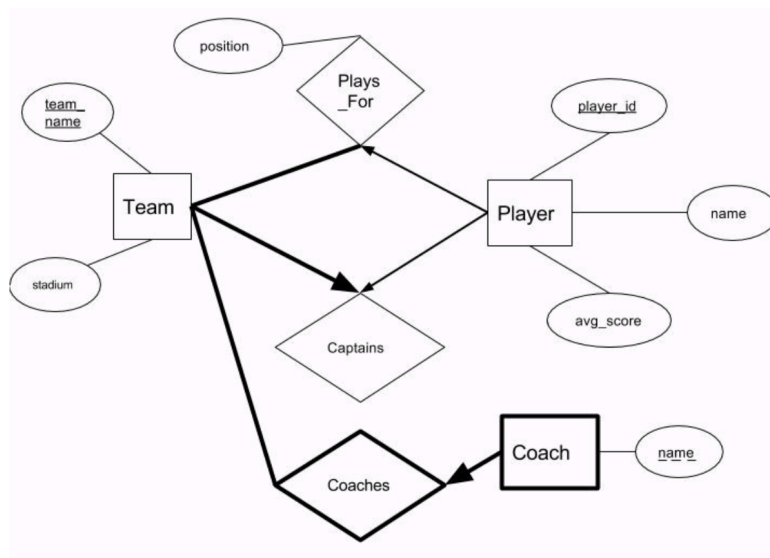 position
Plays
_For
team_
name
player_id
Team
Player
name
stadium
avg_score
Captains
Coach
name
Coaches